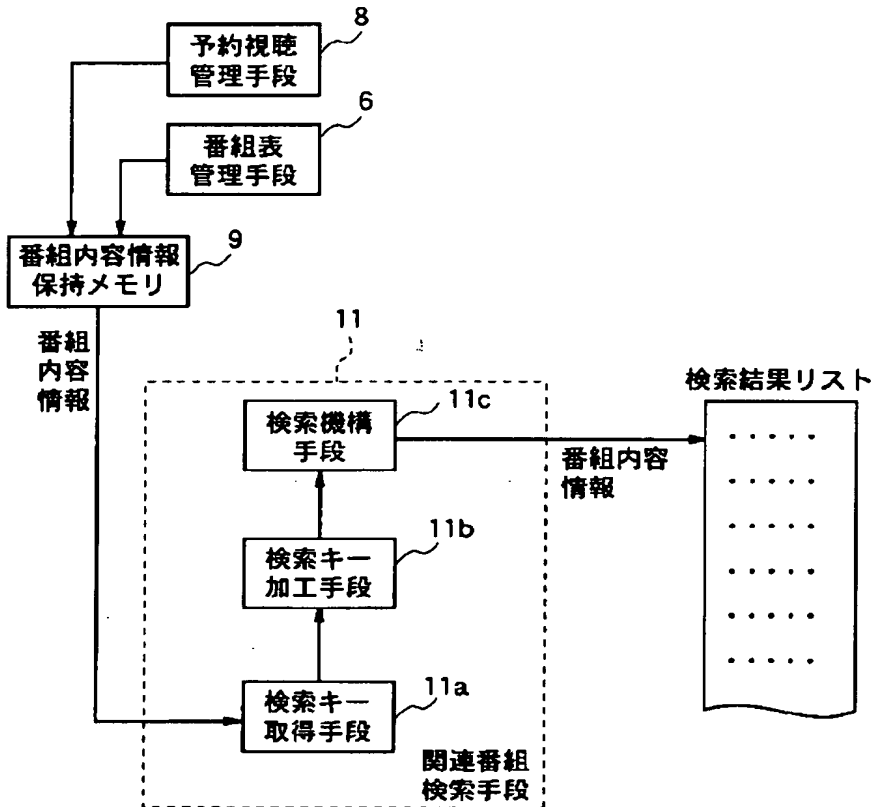 8
予約視聴
管理手段
6
番組表
管理手段
9
番組内容情報
保持メモリ
番組
内容
情報
11
検索結果リスト
11c
検索機構
手段
番組内容
情報
11b
検索キー
加工手段
11a
検索キー
取得手段
関連番組
検索手段